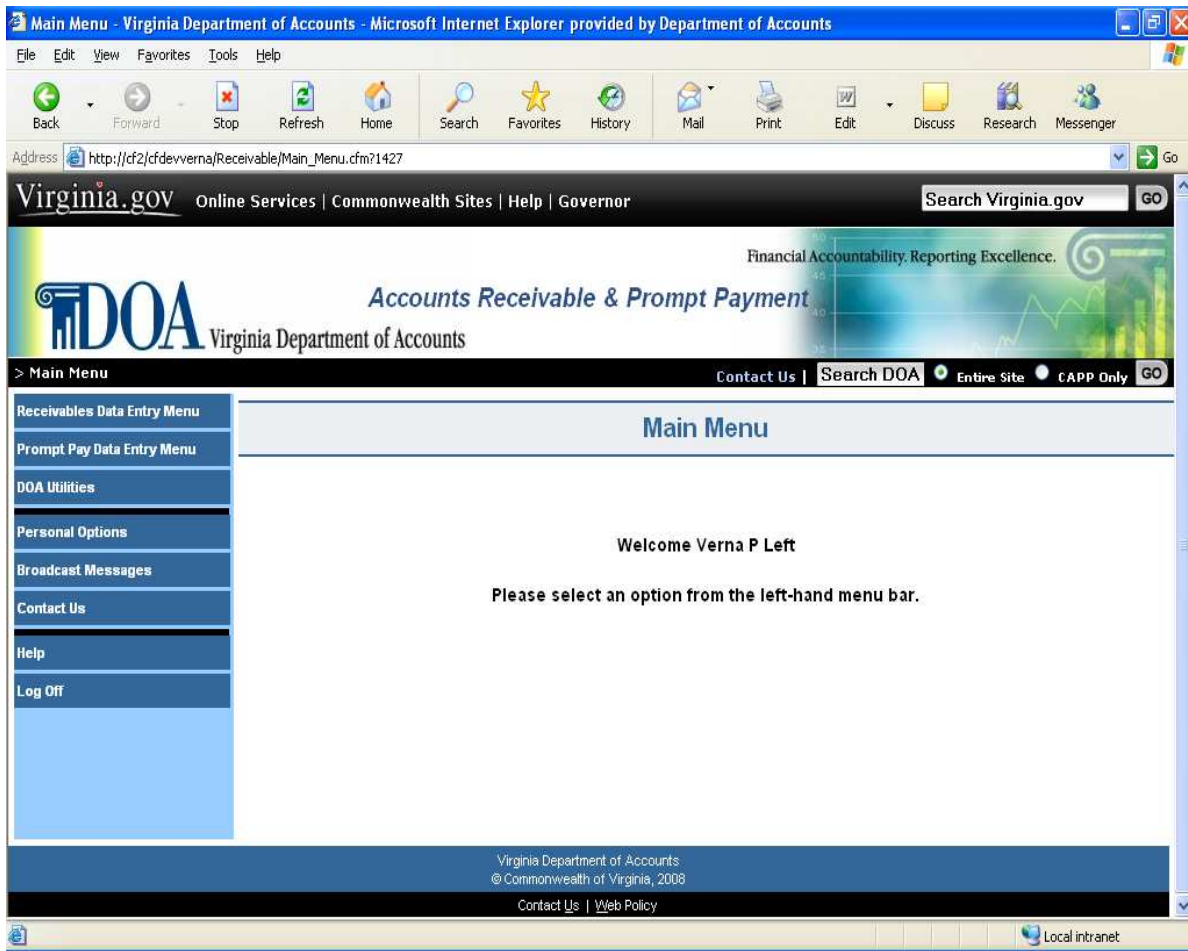 Main Menu - Virginia Department of Accounts - Microsoft Internet Explorer provided by Department of Accounts
File Edit View Favorites Tools Help
Back Forward Stop Refresh Home Search Favorites History Mail Print Edit Discuss Research Messenger
Address http://cf2/cfdevverna/Receivable/Main_Menu.cfm?1427 Go
Virginia.gov Online Services | Commonwealth Sites | Help | Governor Search Virginia.gov GO
Financial Accountability. Reporting Excellence.
Accounts Receivable & Prompt Payment
DOA Virginia Department of Accounts
> Main Menu Contact Us | Search DOA Entire Site CAPP Only GO
Receivables Data Entry Menu
Main Menu
Prompt Pay Data Entry Menu
DOA Utilities
Personal Options
Welcome Verna P Left
Broadcast Messages
Please select an option from the left-hand menu bar.
Contact Us
Help
Log Off
Virginia Department of Accounts
© Commonwealth of Virginia, 2008
Contact Us | Web Policy
Local intranet